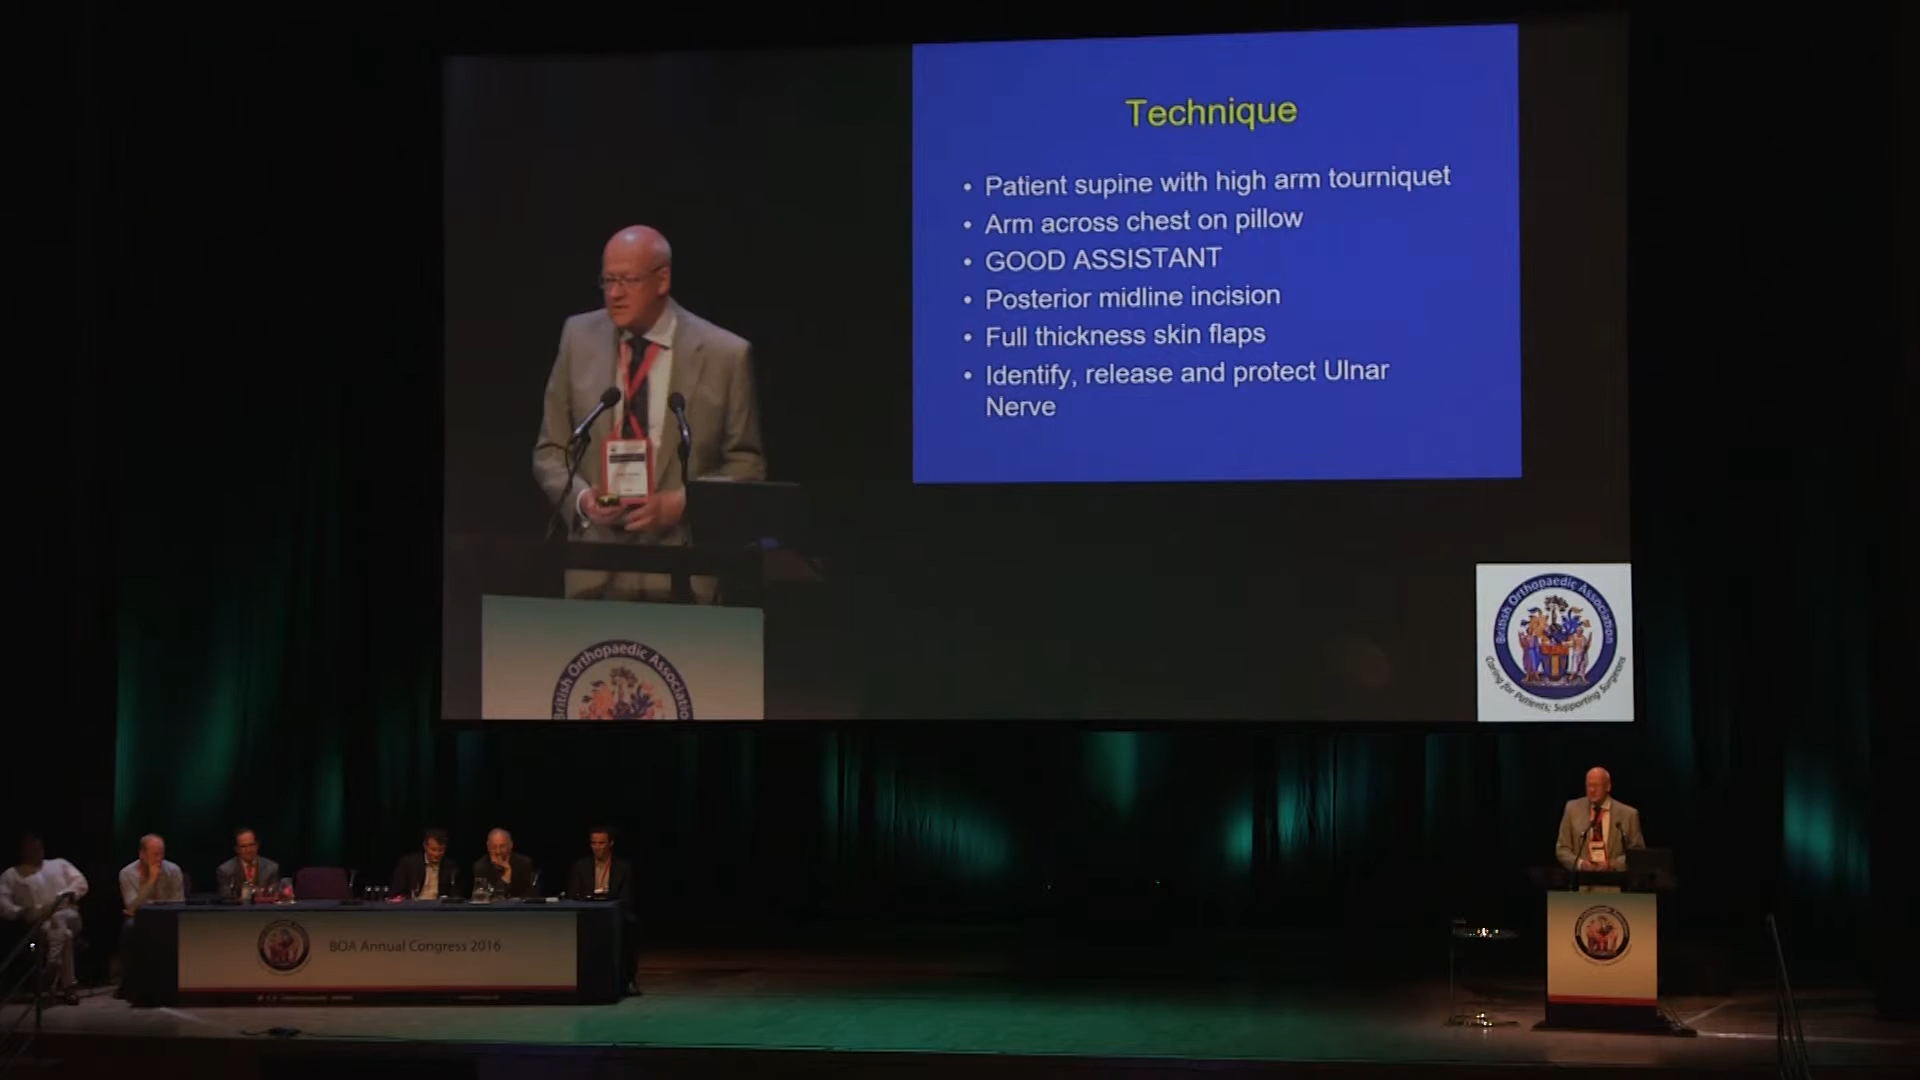 Technique
• Patient supine with high arm tourniquet
• Arm across chest on pillow
• GOOD ASSISTANT
• Posterior midline incision
• Full thickness skin flaps
• Identify, release and protect Ulnar
Nerve
British Orthopaedic Association
Caring for Patients; Supporting Surgeons
British Orthopaedic Association
BOA Annual Congress 2016